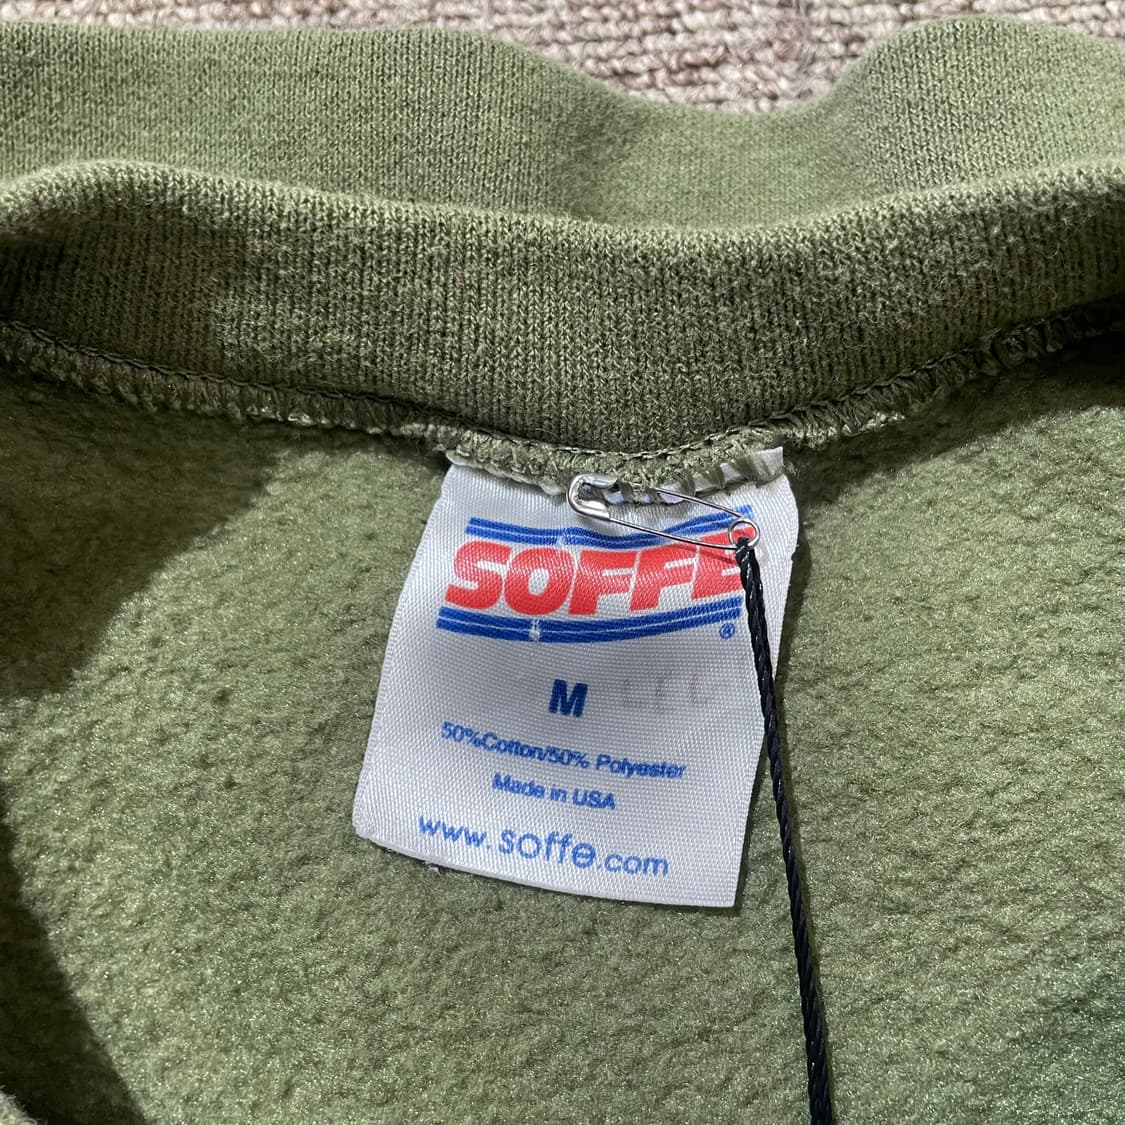 SOFFE
®
M
50%Cotton/50% Polyester
Made in USA
www.soffe.com